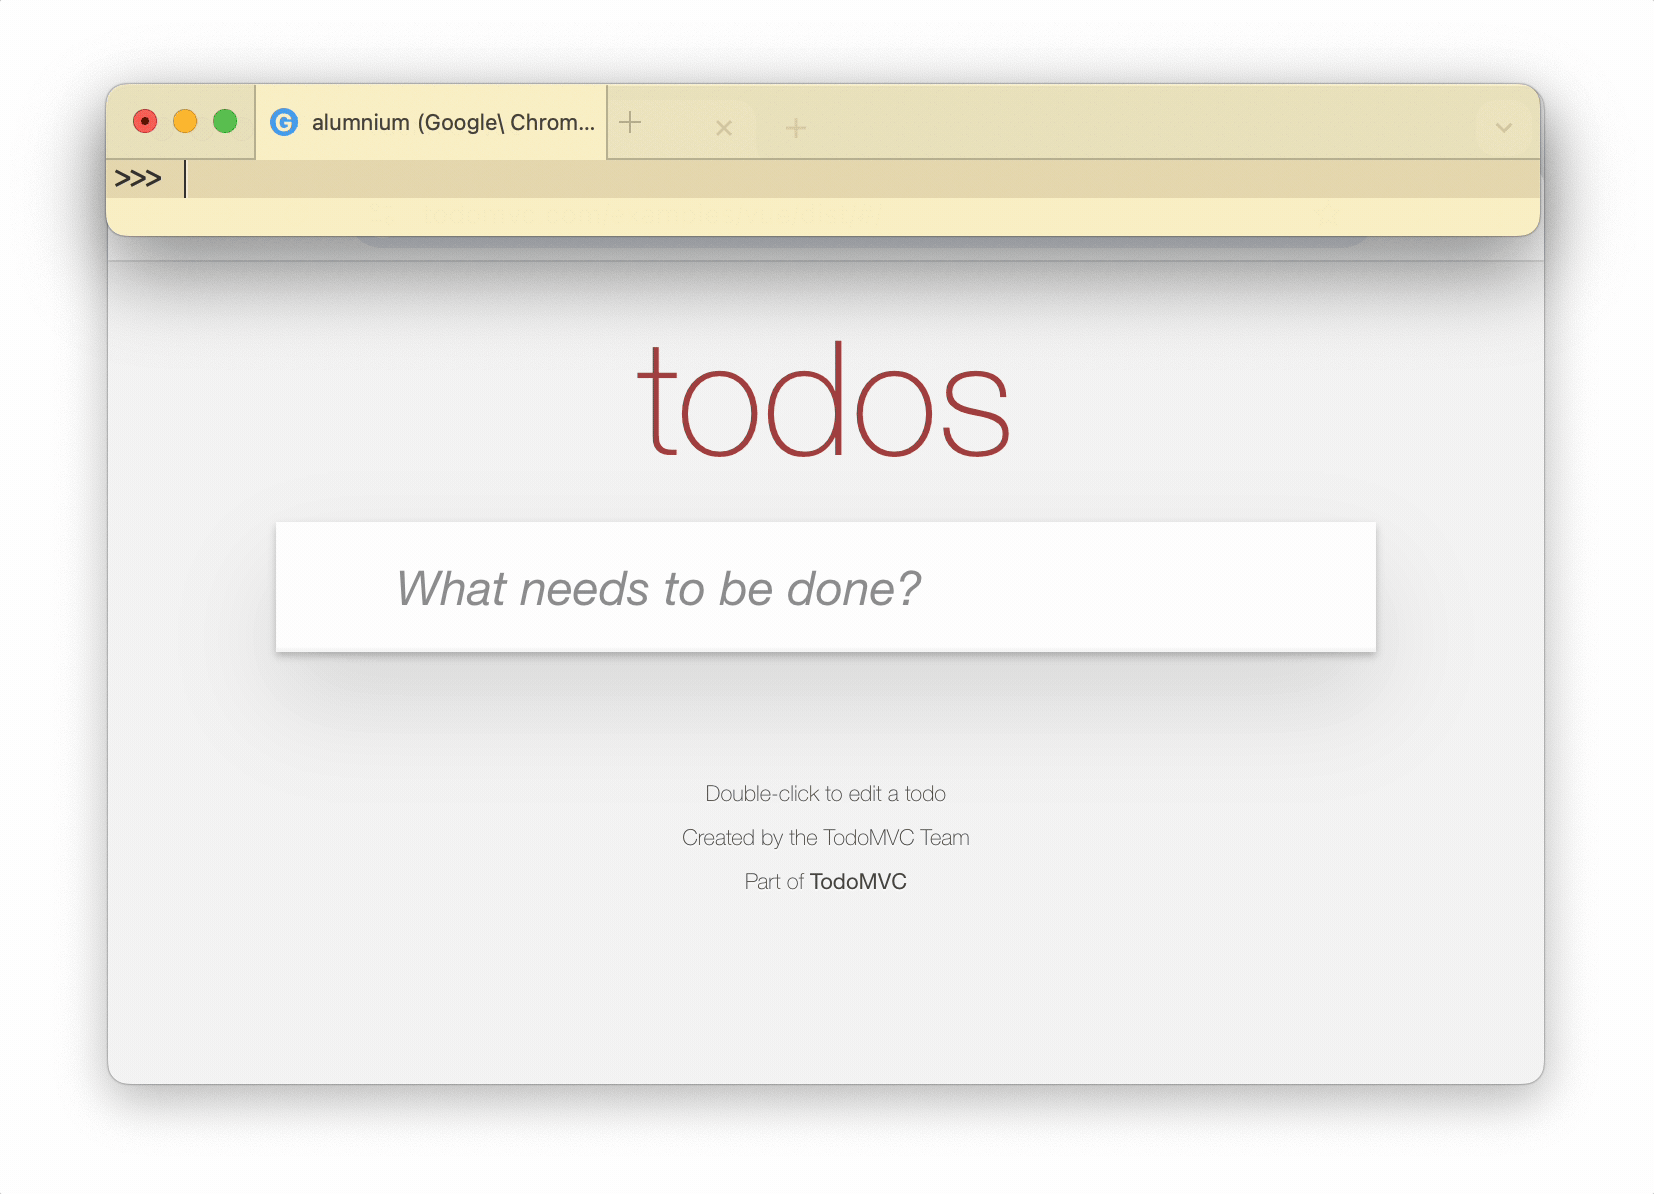 alumnium (Google\ Chrom...
>>>
todos
What needs to be done?
Double-click to edit a todo
Created by the TodoMVC Team
Part of TodoMVC